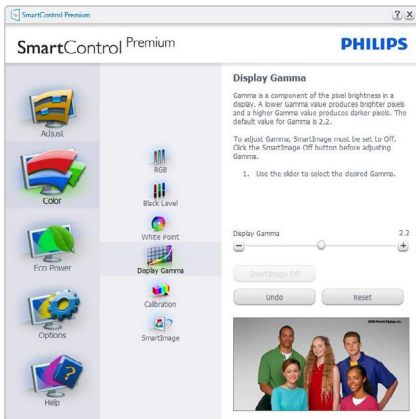 SmartControl Premium
SmartControl Premium
PHILIPS
Adjust
Color
Eco Power
Options
Help
RGB
Black Level
White Point
Display Gamma
Calibration
SmartImage
Display Gamma
Gamma is a component of the pixel brightness in a
display. A lower Gamma value produces brighter pixels
and a higher Gamma value produces darker pixels. The
default value for Gamma is 2.2.
To adjust Gamma, SmartImage must be set to Off.
Click the SmartImage Off button before adjusting
Gamma.
1. Use the slider to select the desired Gamma.
Display Gamma 2.2
SmartImage Off
Undo Reset